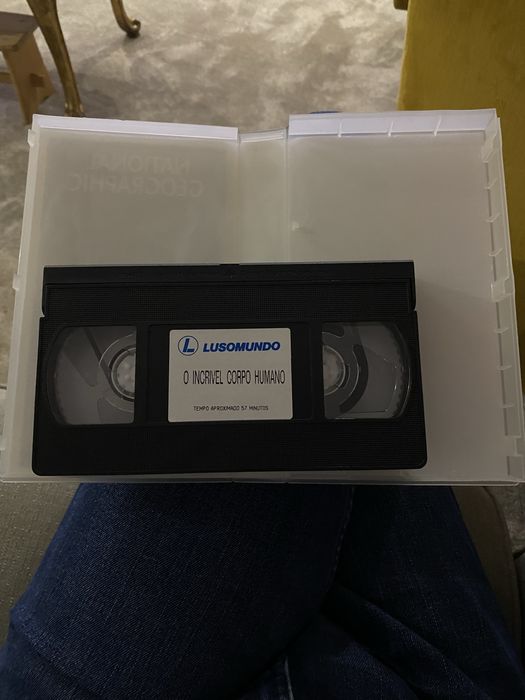 NATIONAL
GEOGRAPHIC
L LUSOMUNDO
O INCRIVEL CORPO HUMANO
TEMPO APROXIMADO 57 MINUTOS